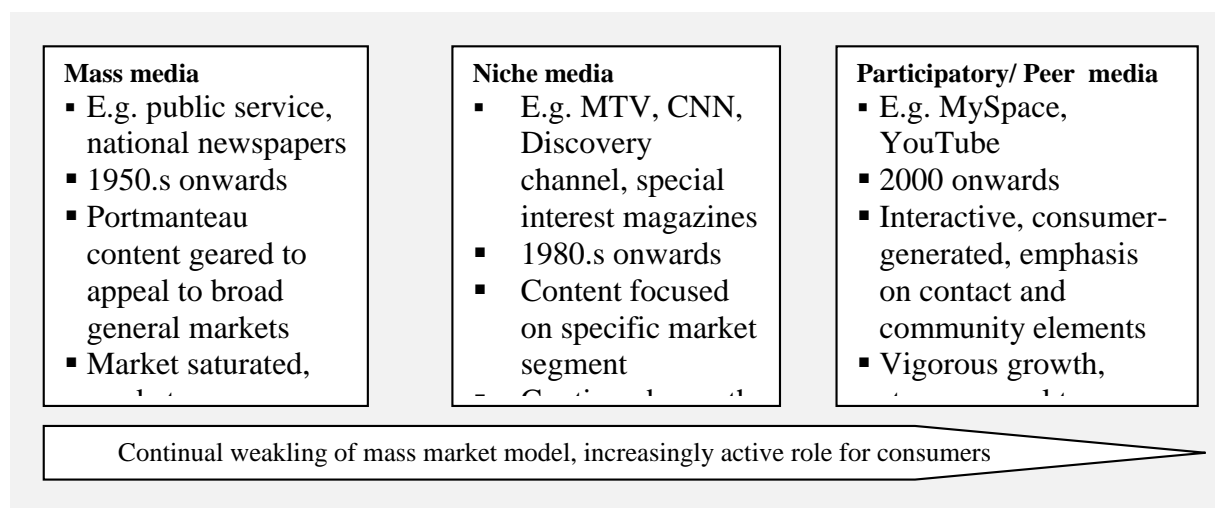 Mass media
▪ E.g. public service,
national newspapers
▪ 1950.s onwards
▪ Portmanteau
content geared to
appeal to broad
general markets
▪ Market saturated,
Niche media
▪ E.g. MTV, CNN,
Discovery
channel, special
interest magazines
▪ 1980.s onwards
▪ Content focused
on specific market
segment
Participatory/ Peer media
▪ E.g. MySpace,
YouTube
▪ 2000 onwards
▪ Interactive, consumer-
generated, emphasis
on contact and
community elements
▪ Vigorous growth,
Continual weakling of mass market model, increasingly active role for consumers